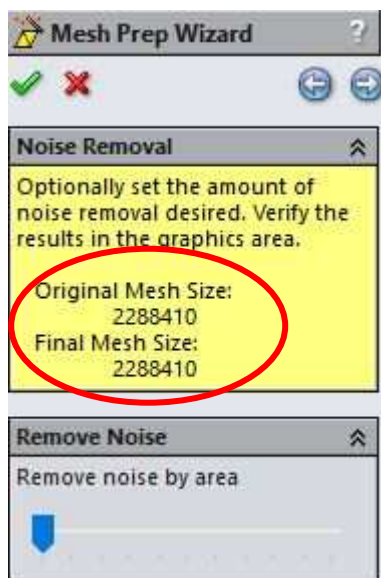 Mesh Prep Wizard ?
Noise Removal
Optionally set the amount of
noise removal desired. Verify the
results in the graphics area.
Original Mesh Size:
2288410
Final Mesh Size:
2288410
Remove Noise
Remove noise by area